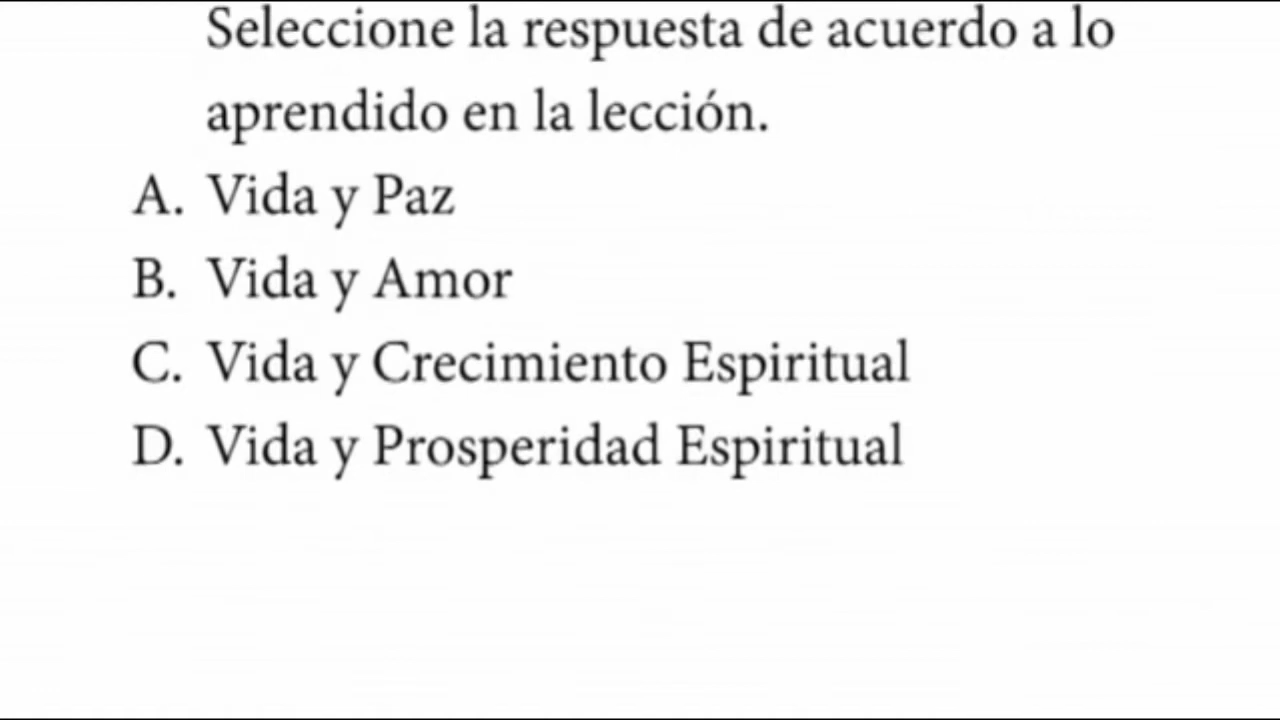 Seleccione la respuesta de acuerdo a lo
aprendido en la lección.
A. Vida y Paz
B. Vida y Amor
C. Vida y Crecimiento Espiritual
D. Vida y Prosperidad Espiritual